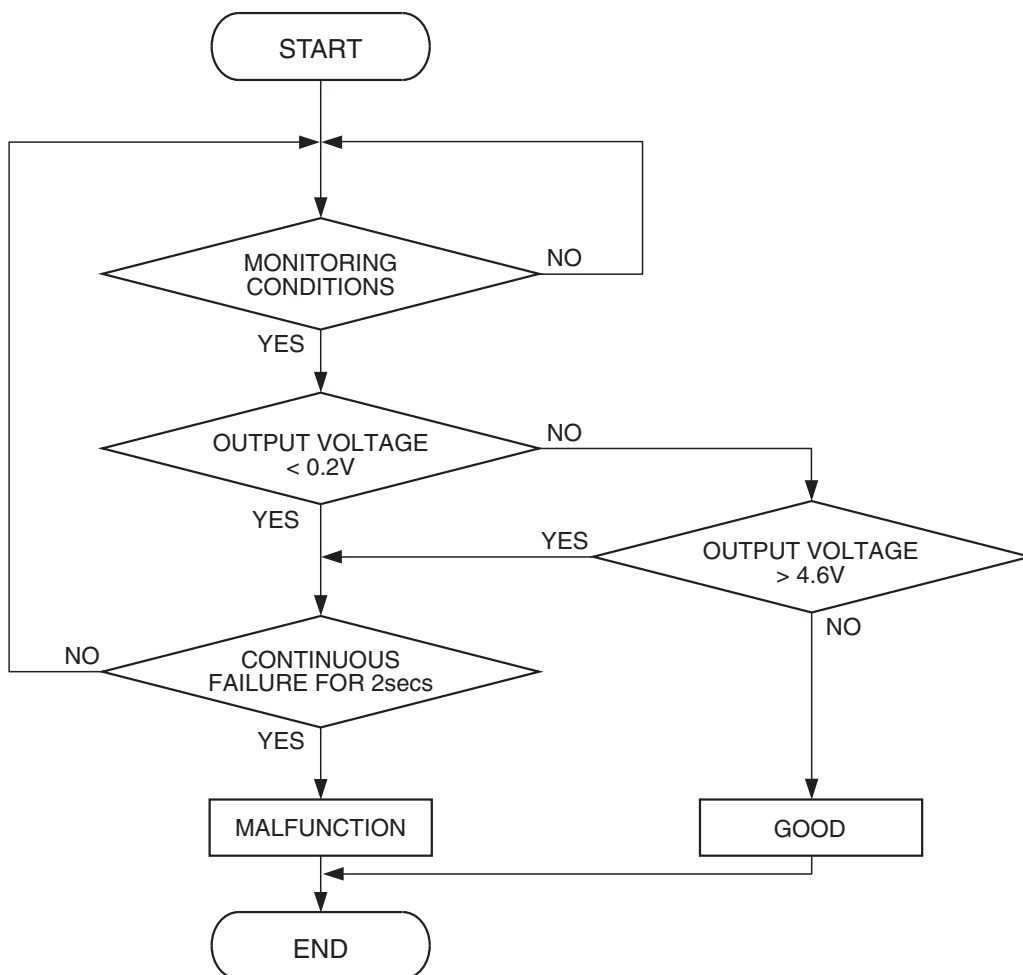 START
MONITORING
CONDITIONS
NO
YES
OUTPUT VOLTAGE
< 0.2V
NO
YES
YES
OUTPUT VOLTAGE
> 4.6V
NO
NO
CONTINUOUS
FAILURE FOR 2secs
YES
MALFUNCTION
GOOD
END